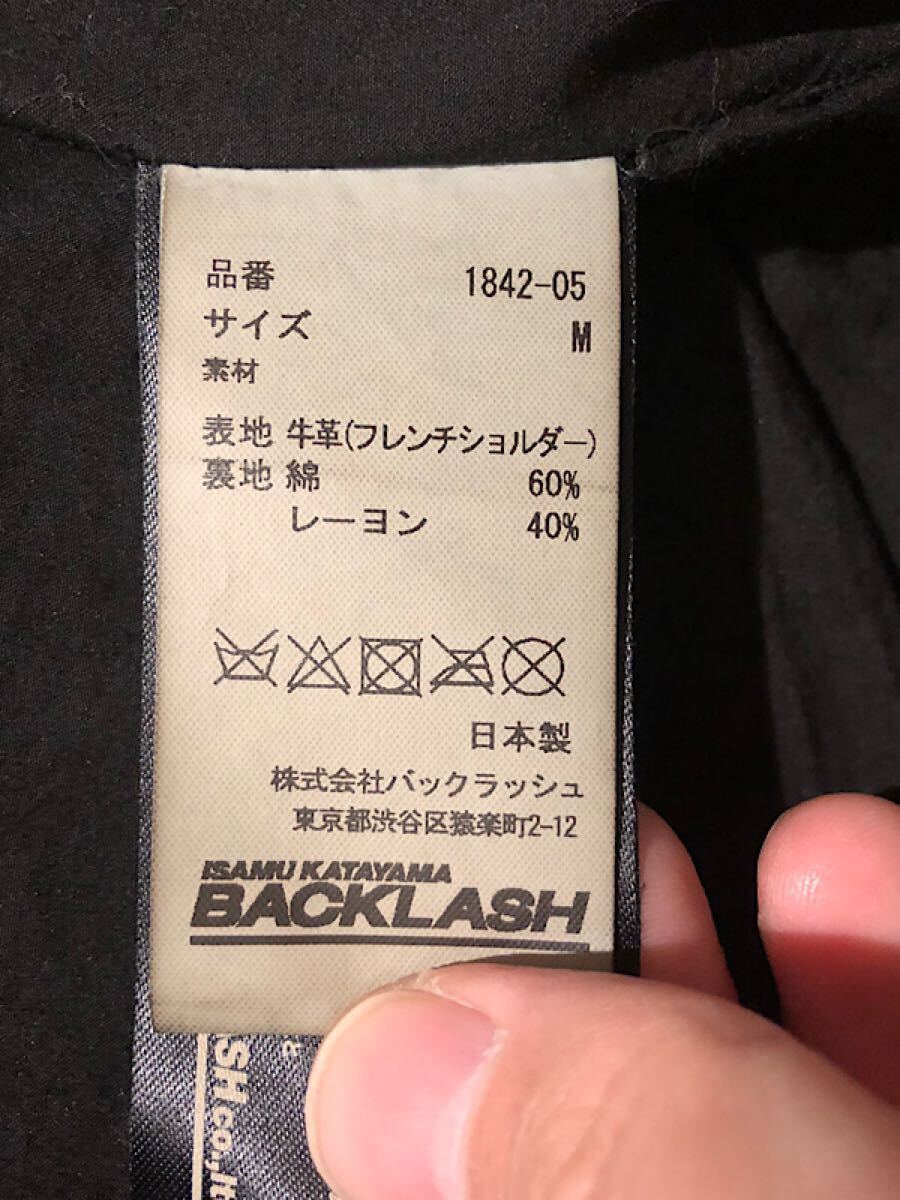 品番 1842-05
サイズ M
素材
表地 牛革(フレンチショルダー)
裏地 綿 60%
レーヨン 40%
日本製
株式会社バックラッシュ
東京都渋谷区猿楽町2-12
ISAMU KATAYAMA
BACKLASH
SH co.,lt
&